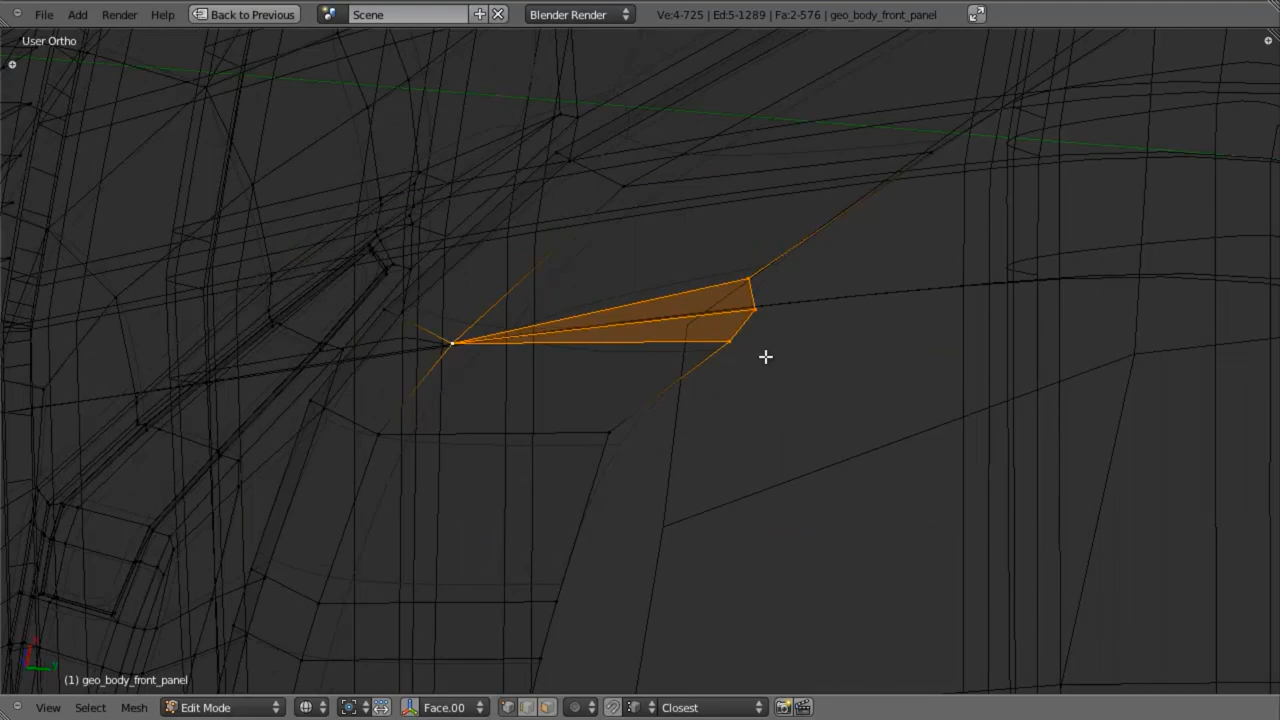 File Add Render Help Back to Previous Scene Blender Render Ve:4-725 | Ed:5-1289 | Fa:2-576 | geo_body_front_panel
User Ortho
(1) geo_body_front_panel
View Select Mesh Edit Mode Face.00 Closest